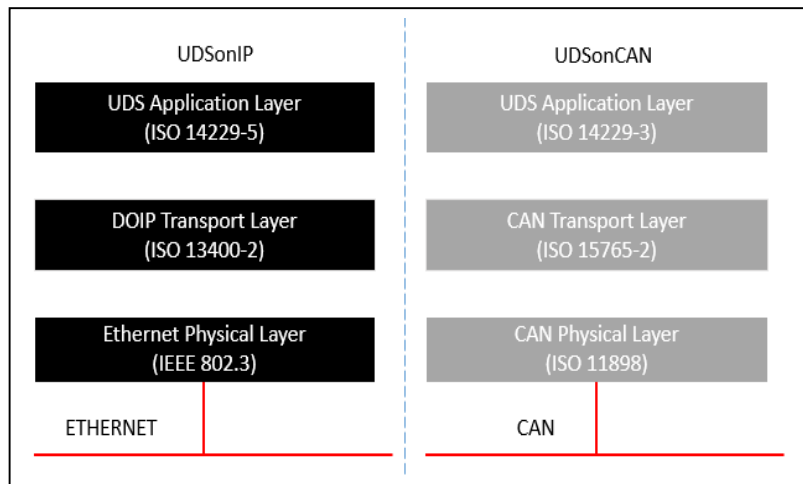 UDSonIP
UDS Application Layer
(ISO 14229-5)
DOIP Transport Layer
(ISO 13400-2)
Ethernet Physical Layer
(IEEE 802.3)
ETHERNET
UDSonCAN
UDS Application Layer
(ISO 14229-3)
CAN Transport Layer
(ISO 15765-2)
CAN Physical Layer
(ISO 11898)
CAN